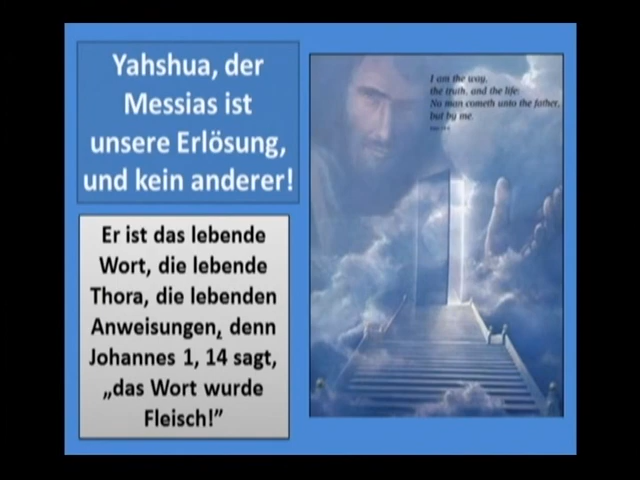 Yahshua, der
Messias ist
unsere Erlösung,
und kein anderer!
Er ist das lebende
Wort, die lebende
Thora, die lebenden
Anweisungen, denn
Johannes 1, 14 sagt,
„das Wort wurde
Fleisch!”
I am the way,
the truth, and the life:
No man cometh unto the father,
but by me.